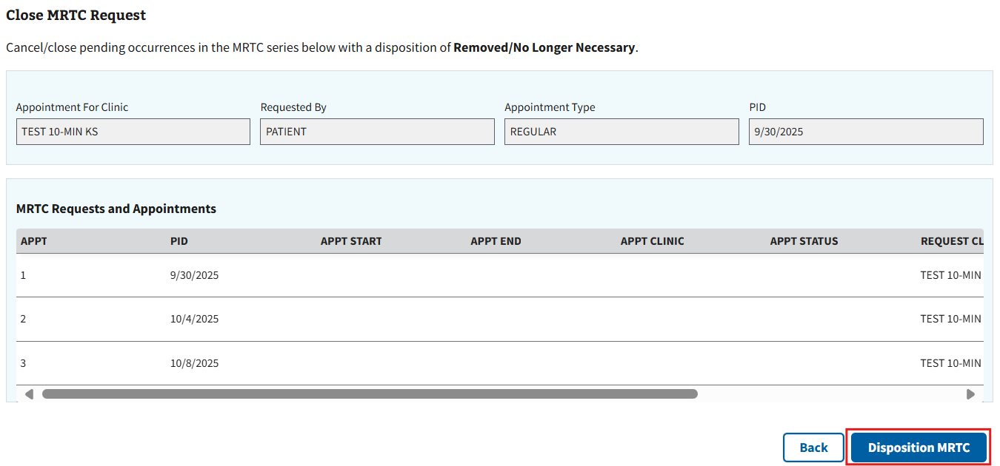 Close MRTC Request
Cancel/close pending occurrences in the MRTC series below with a disposition of Removed/No Longer Necessary.
Appointment For Clinic Requested By Appointment Type PID
TEST 10-MIN KS PATIENT REGULAR 9/30/2025
MRTC Requests and Appointments
APPT PID APPT START APPT END APPT CLINIC APPT STATUS REQUEST CL
1 9/30/2025 TEST 10-MIN
2 10/4/2025 TEST 10-MIN
3 10/8/2025 TEST 10-MIN
Back Disposition MRTC